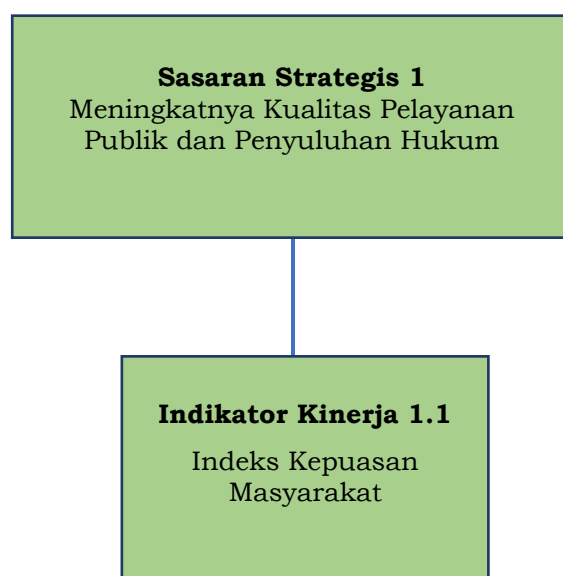 Sasaran Strategis 1
Meningkatnya Kualitas Pelayanan
Publik dan Penyuluhan Hukum
Indikator Kinerja 1.1
Indeks Kepuasan
Masyarakat